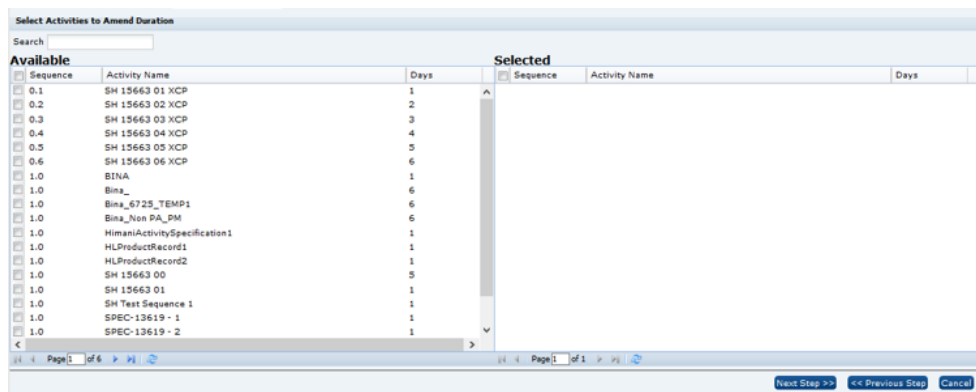 Select Activities to Amend Duration
Search
Available
Selected
Sequence Activity Name Days
Sequence Activity Name Days
0.1 SH 15663 01 XCP 1
0.2 SH 15663 02 XCP 2
0.3 SH 15663 03 XCP 3
0.4 SH 15663 04 XCP 4
0.5 SH 15663 05 XCP 5
0.6 SH 15663 06 XCP 6
1.0 BINA 1
1.0 Bina_ 6
1.0 Bina_6725_TEMP1 6
1.0 Bina_Non PA_PM 6
1.0 HimaniActivitySpecification1 1
1.0 HLProductRecord1 1
1.0 HLProductRecord2 1
1.0 SH 15663 00 5
1.0 SH 15663 01 1
1.0 SH Test Sequence 1 1
1.0 SPEC-13619 - 1 1
1.0 SPEC-13619 - 2 1
Page 1 of 6
Page 1 of 1
Next Step >> << Previous Step Cancel